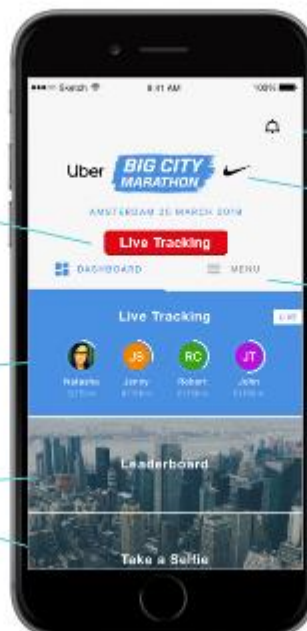 Sketch 9:41 AM 100%
Uber BIG CITY
MARATHON
AMSTERDAM 25 MARCH 2018
Live Tracking
DASHBOARD MENU
Live Tracking
LIVE
JS RC JT
Natasha Jenny Robert John
Leaderboard
Take a Selfie